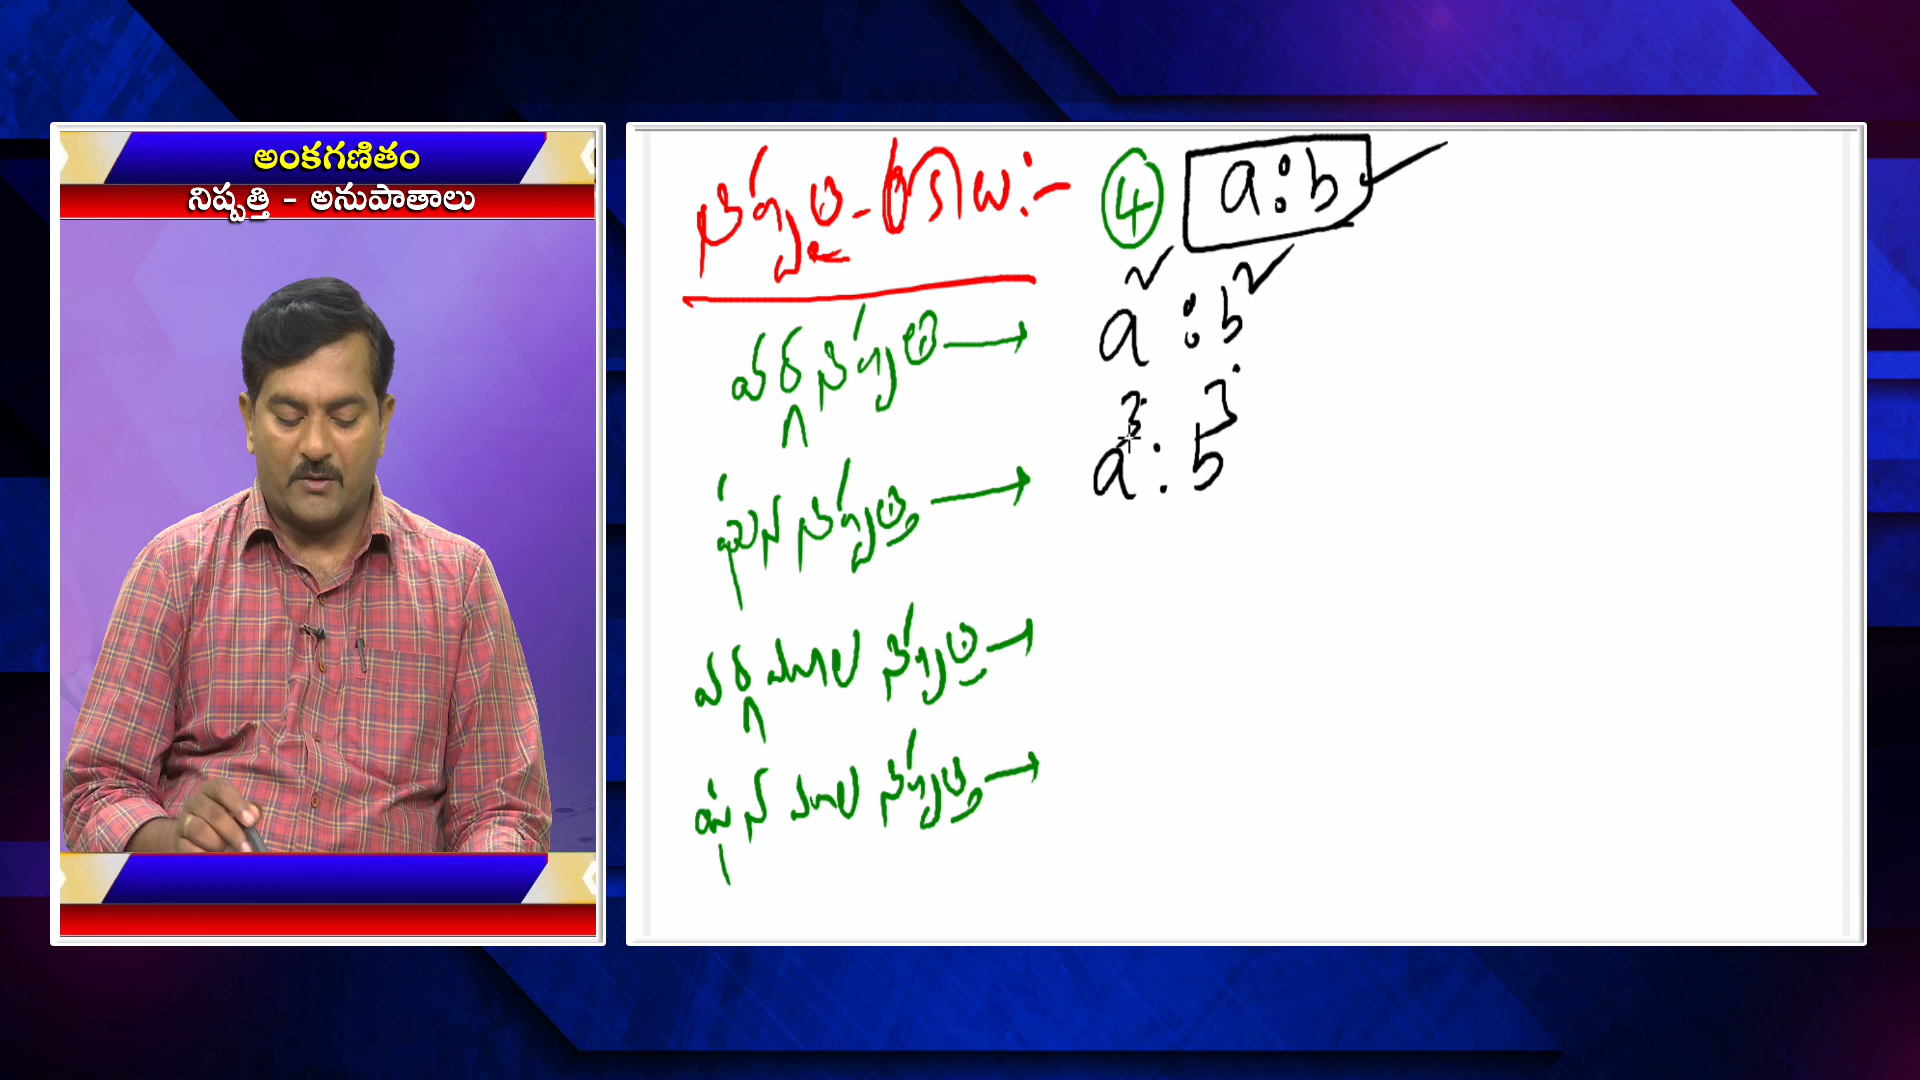 అంకగణితం
నిష్పత్తి - అనుపాతాలు
నిష్పత్తి - రకాలు :- ④ a : b
వర్గ నిష్పత్తి → a² : b²
ఘన నిష్పత్తి → a³ : b³
వర్గమూల నిష్పత్తి →
ఘన మూల నిష్పత్తి →